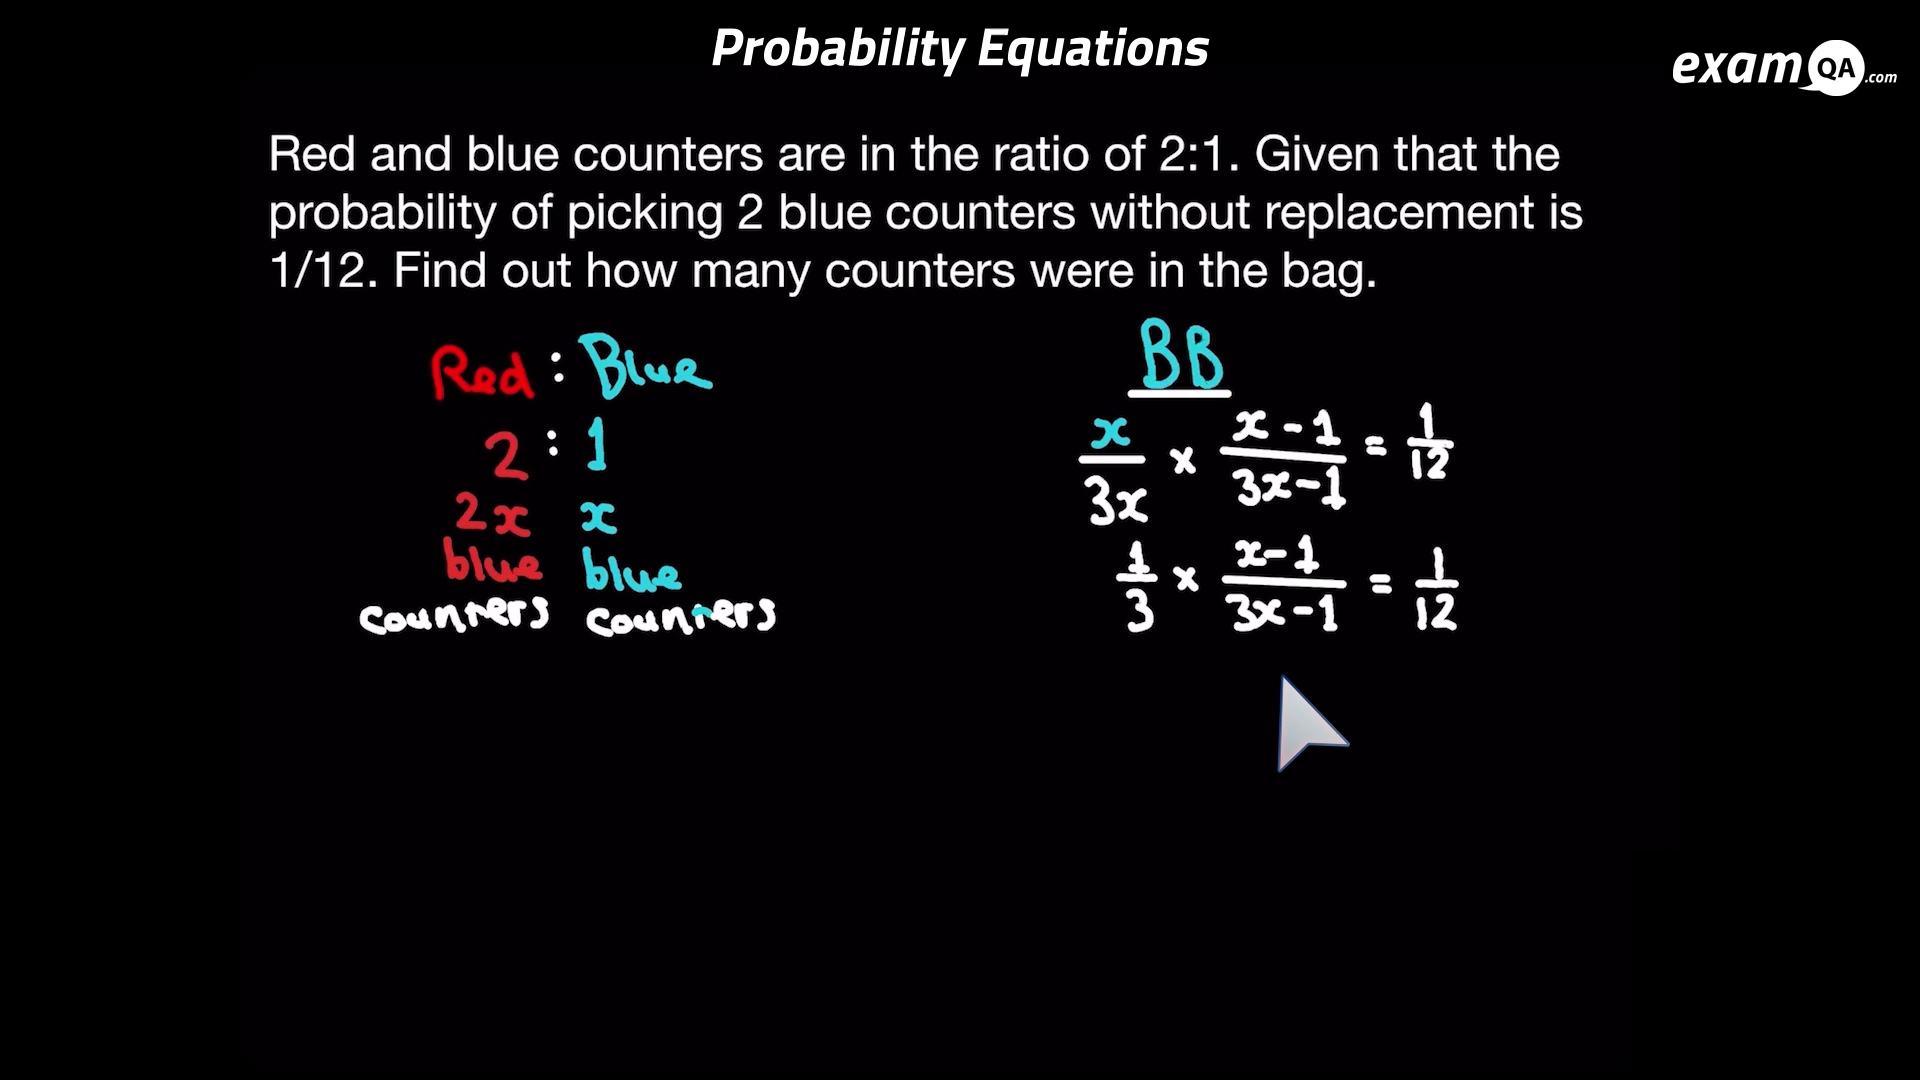 Probability Equations
examQA.com
Red and blue counters are in the ratio of 2:1. Given that the
probability of picking 2 blue counters without replacement is
1/12. Find out how many counters were in the bag.
Red : Blue
2 : 1
2x x
blue blue
counters counters
BB
x/3x × x-1/3x-1 = 1/12
1/3 × x-1/3x-1 = 1/12